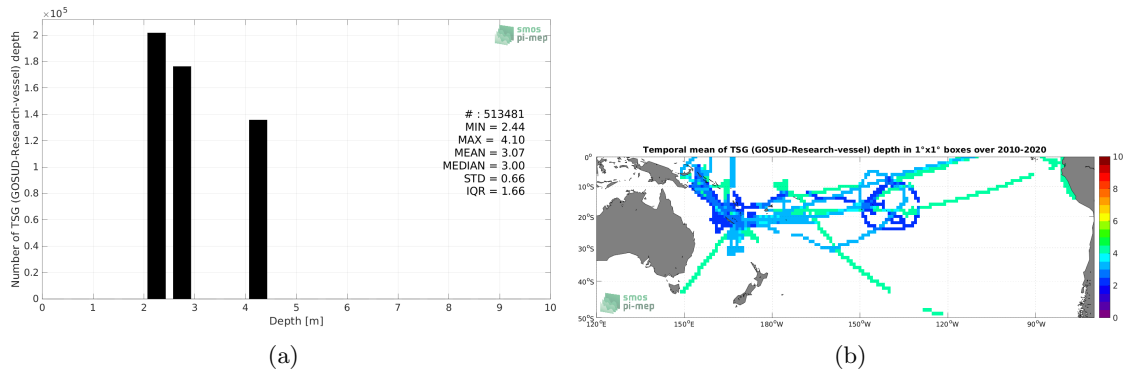 ×10⁵
smos
pi-mep
Number of TSG (GOSUD-Research-vessel) depth
2
1.8
1.6
1.4
1.2
1
0.8
0.6
0.4
0.2
0
# : 513481
MIN = 2.44
MAX = 4.10
MEAN = 3.07
MEDIAN = 3.00
STD = 0.66
IQR = 1.66
0 1 2 3 4 5 6 7 8 9 10
Depth [m]
(a)
Temporal mean of TSG (GOSUD-Research-vessel) depth in 1°x1° boxes over 2010-2020
0°
10°S
20°S
30°S
40°S
50°S
smos
pi-mep
120°E 150°E 180°W 150°W 120°W 90°W
10
8
6
4
2
0
(b)